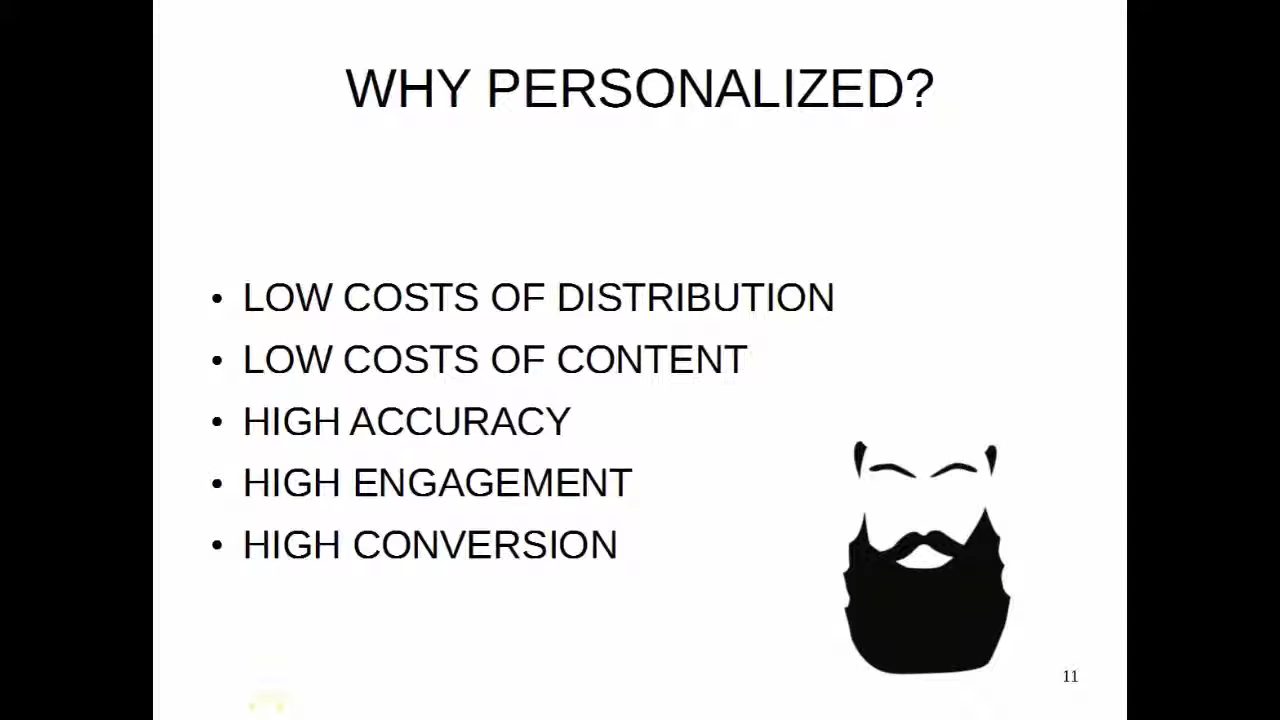 WHY PERSONALIZED?
• LOW COSTS OF DISTRIBUTION
• LOW COSTS OF CONTENT
• HIGH ACCURACY
• HIGH ENGAGEMENT
• HIGH CONVERSION
11